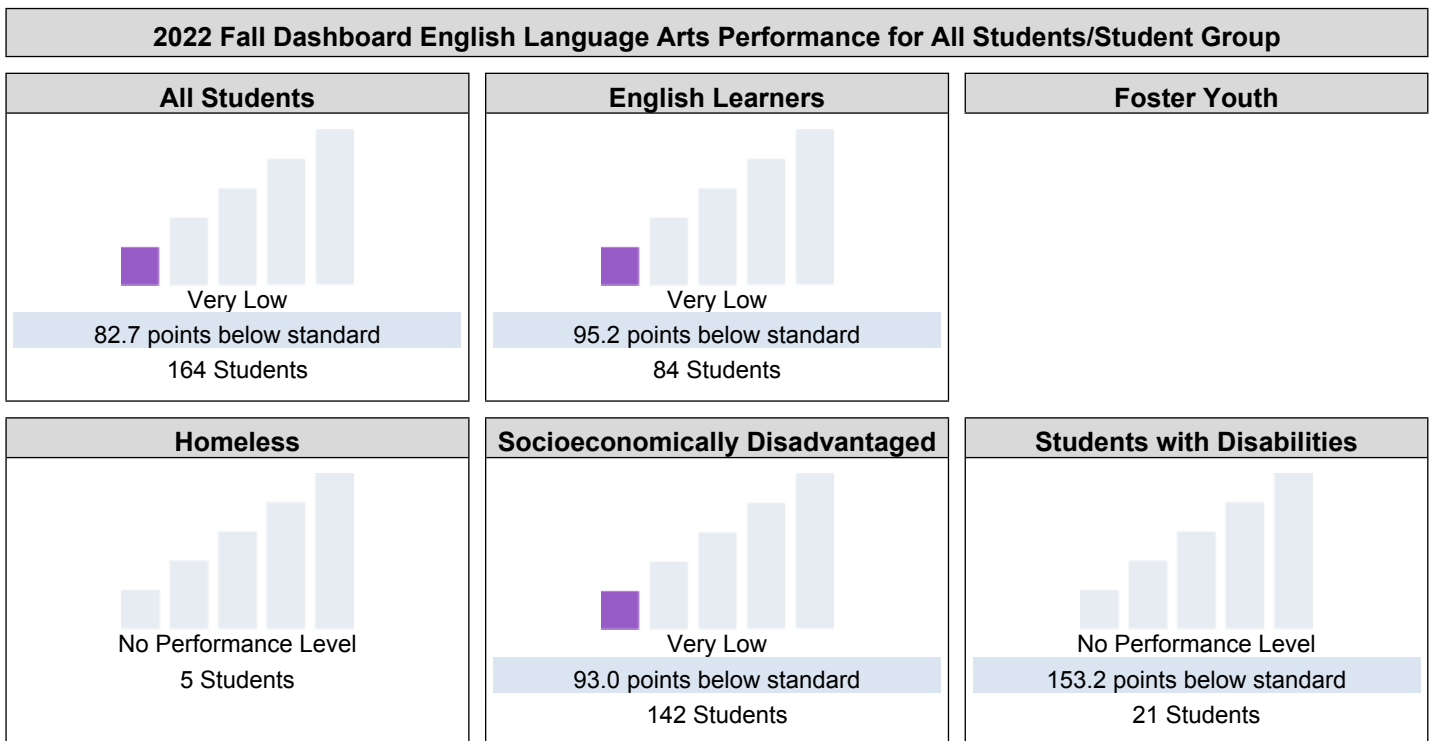 2022 Fall Dashboard English Language Arts Performance for All Students/Student Group
All Students
Very Low
82.7 points below standard
164 Students
English Learners
Very Low
95.2 points below standard
84 Students
Foster Youth
Homeless
No Performance Level
5 Students
Socioeconomically Disadvantaged
Very Low
93.0 points below standard
142 Students
Students with Disabilities
No Performance Level
153.2 points below standard
21 Students